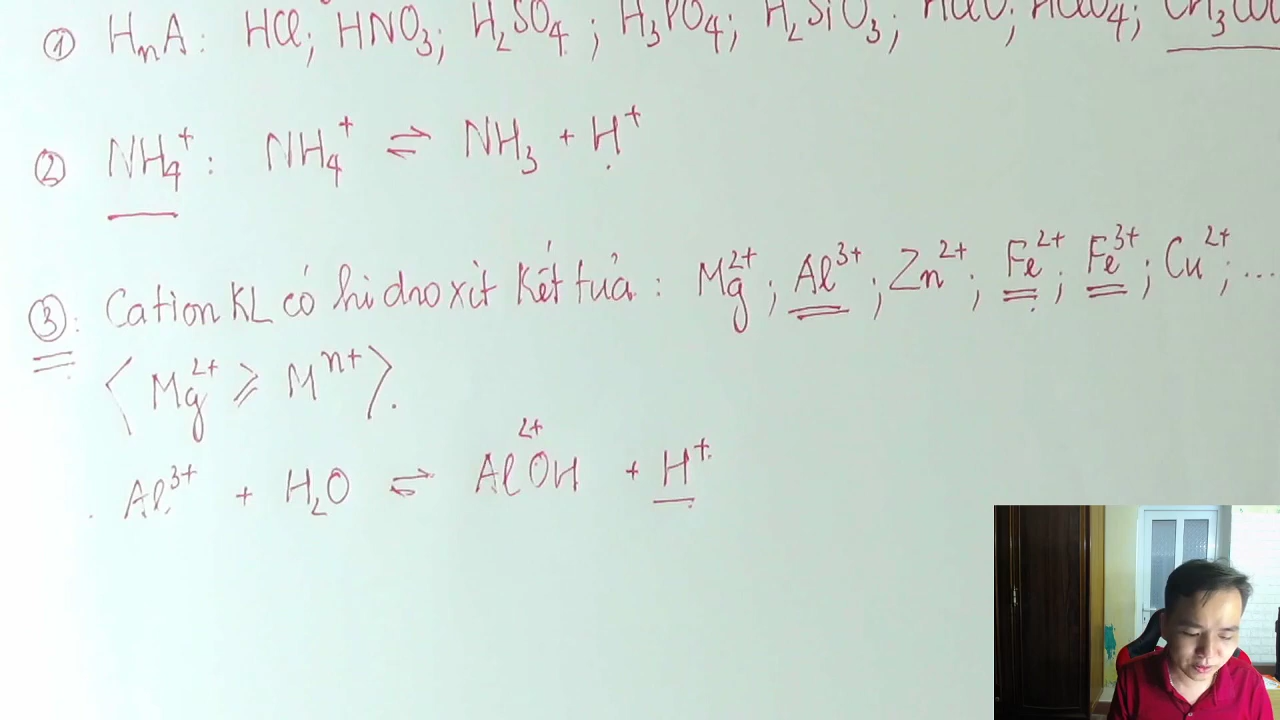 ① HnA : HCl ; HNO₃ ; H₂SO₄ ; H₃PO₄ ; H₂SiO₃ ; HClO ; HClO₄ ;
② NH₄⁺ : NH₄⁺ ⇌ NH₃ + H⁺
③ : Cation KL có hidroxit kết tủa : Mg²⁺ ; Al³⁺ ; Zn²⁺ ; Fe²⁺ ; Fe³⁺ ; Cu²⁺ ; ...
⟨ Mg²⁺ ≥ Mⁿ⁺ ⟩.
. Al³⁺ + H₂O ⇌ AlOH²⁺ + H⁺